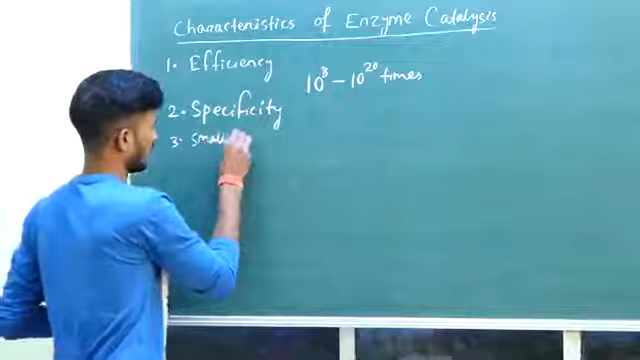 Characteristics of Enzyme Catalysis
1. Efficiency 10⁸ – 10²⁰ times
2. Specificity
3. Small